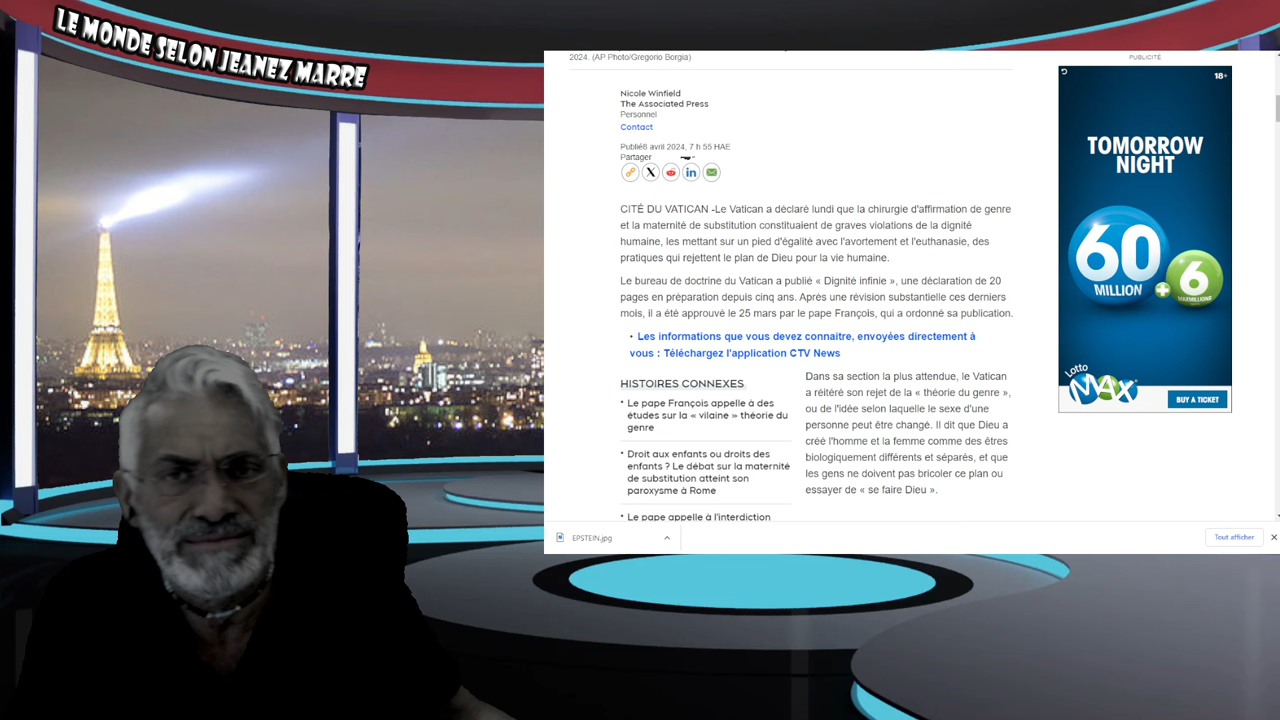 LE MONDE SELON JEANEZ MARRE
2024. (AP Photo/Gregorio Borgia)
PUBLICITÉ
Nicole Winfield
The Associated Press
Personnel
Contact
Publié8 avril 2024, 7 h 55 HAE
Partager
CITÉ DU VATICAN -Le Vatican a déclaré lundi que la chirurgie d'affirmation de genre
et la maternité de substitution constituaient de graves violations de la dignité
humaine, les mettant sur un pied d'égalité avec l'avortement et l'euthanasie, des
pratiques qui rejettent le plan de Dieu pour la vie humaine.
Le bureau de doctrine du Vatican a publié « Dignité infinie », une déclaration de 20
pages en préparation depuis cinq ans. Après une révision substantielle ces derniers
mois, il a été approuvé le 25 mars par le pape François, qui a ordonné sa publication.
• Les informations que vous devez connaitre, envoyées directement à
vous : Téléchargez l'application CTV News
HISTOIRES CONNEXES
• Le pape François appelle à des
études sur la « vilaine » théorie du
genre
• Droit aux enfants ou droits des
enfants ? Le débat sur la maternité
de substitution atteint son
paroxysme à Rome
• Le pape appelle à l'interdiction
Dans sa section la plus attendue, le Vatican
a réitéré son rejet de la « théorie du genre »,
ou de l'idée selon laquelle le sexe d'une
personne peut être changé. Il dit que Dieu a
créé l'homme et la femme comme des êtres
biologiquement différents et séparés, et que
les gens ne doivent pas bricoler ce plan ou
essayer de « se faire Dieu ».
18+
TOMORROW
NIGHT
60
MILLION
+
6
MAXMILLIONS
Lotto
MAX
BUY A TICKET
EPSTEIN.jpg
Tout afficher